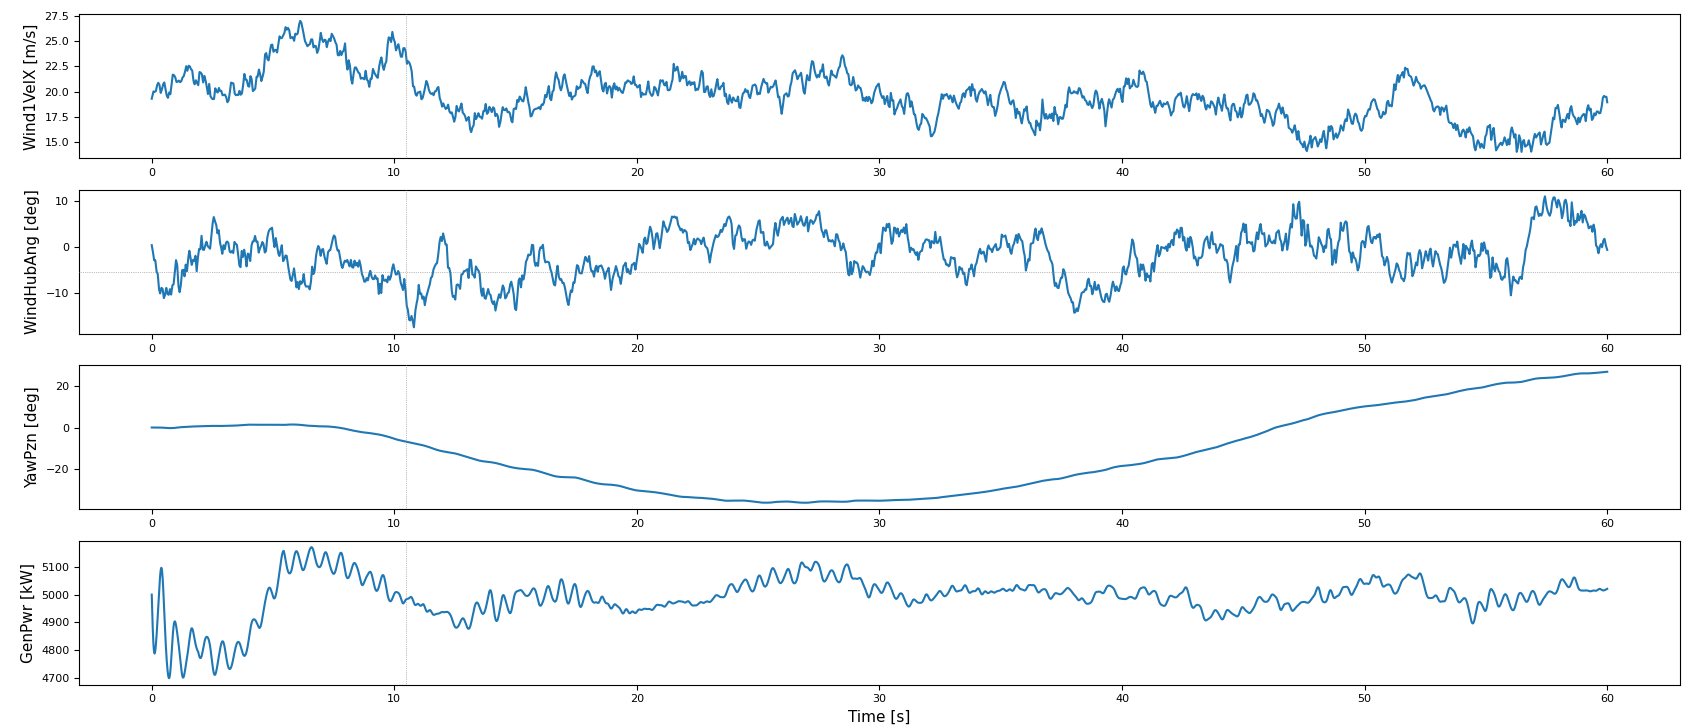 Wind1VelX [m/s]
27.5
25.0
22.5
20.0
17.5
15.0
0 10 20 30 40 50 60
WindHubAng [deg]
10
0
−10
0 10 20 30 40 50 60
YawPzn [deg]
20
0
−20
0 10 20 30 40 50 60
GenPwr [kW]
5100
5000
4900
4800
4700
0 10 20 30 40 50 60
Time [s]